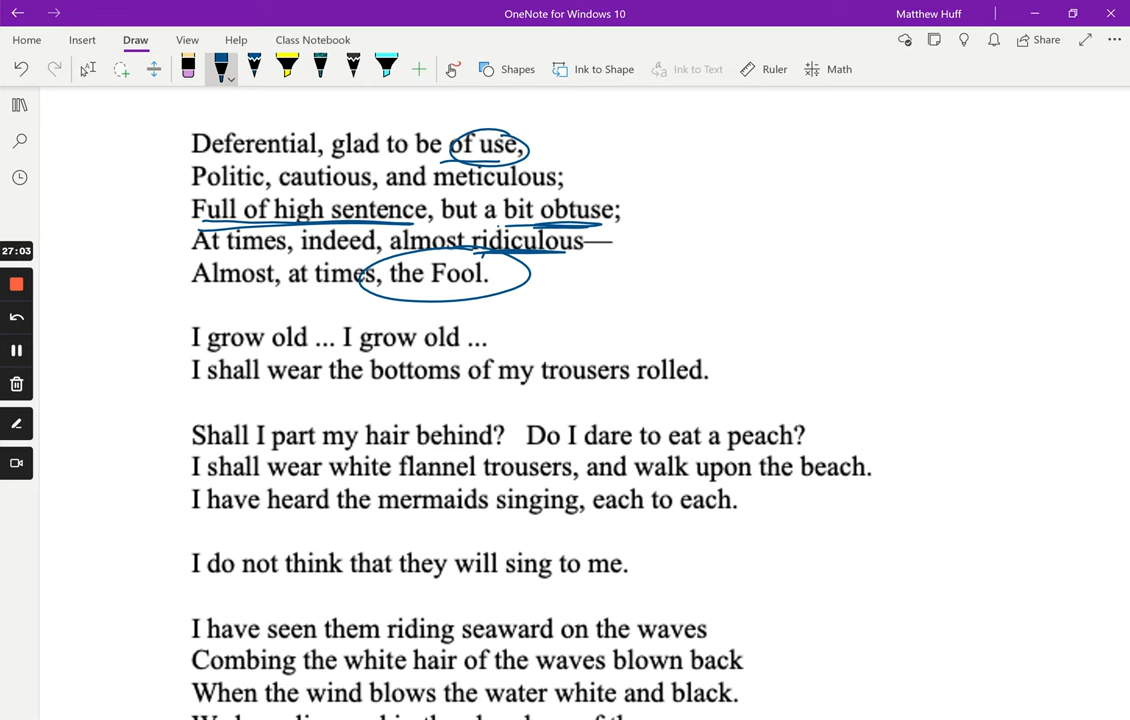 OneNote for Windows 10
Matthew Huff
Home Insert Draw View Help Class Notebook
Share
Shapes Ink to Shape Ink to Text Ruler Math
27:03
Deferential, glad to be of use,
Politic, cautious, and meticulous;
Full of high sentence, but a bit obtuse;
At times, indeed, almost ridiculous—
Almost, at times, the Fool.
I grow old ... I grow old ...
I shall wear the bottoms of my trousers rolled.
Shall I part my hair behind? Do I dare to eat a peach?
I shall wear white flannel trousers, and walk upon the beach.
I have heard the mermaids singing, each to each.
I do not think that they will sing to me.
I have seen them riding seaward on the waves
Combing the white hair of the waves blown back
When the wind blows the water white and black.